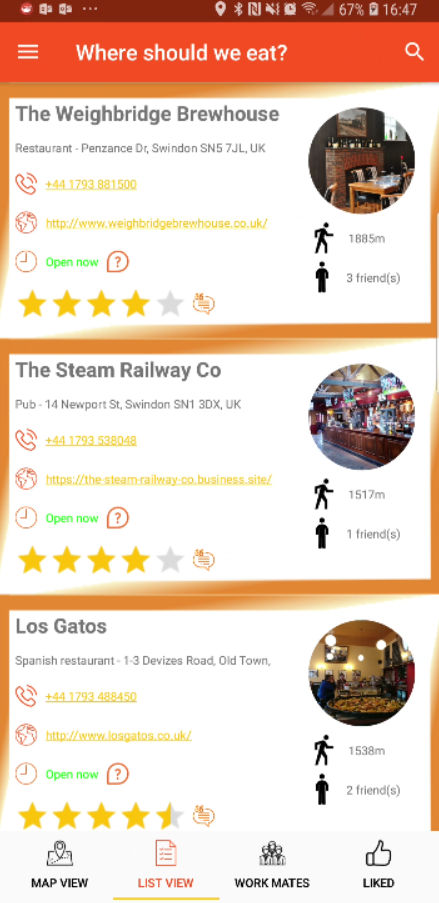 67% 16:47
Where should we eat?
The Weighbridge Brewhouse
Restaurant - Penzance Dr, Swindon SN5 7JL, UK
+44 1793 881500
http://www.weighbridgebrewhouse.co.uk/
1885m
Open now ?
3 friend(s)
The Steam Railway Co
Pub - 14 Newport St, Swindon SN1 3DX, UK
+44 1793 538048
https://the-steam-railway-co.business.site/
1517m
Open now ?
1 friend(s)
Los Gatos
Spanish restaurant - 1-3 Devizes Road, Old Town,
+44 1793 488450
http://www.losgatos.co.uk/
1538m
Open now ?
2 friend(s)
MAP VIEW LIST VIEW WORK MATES LIKED